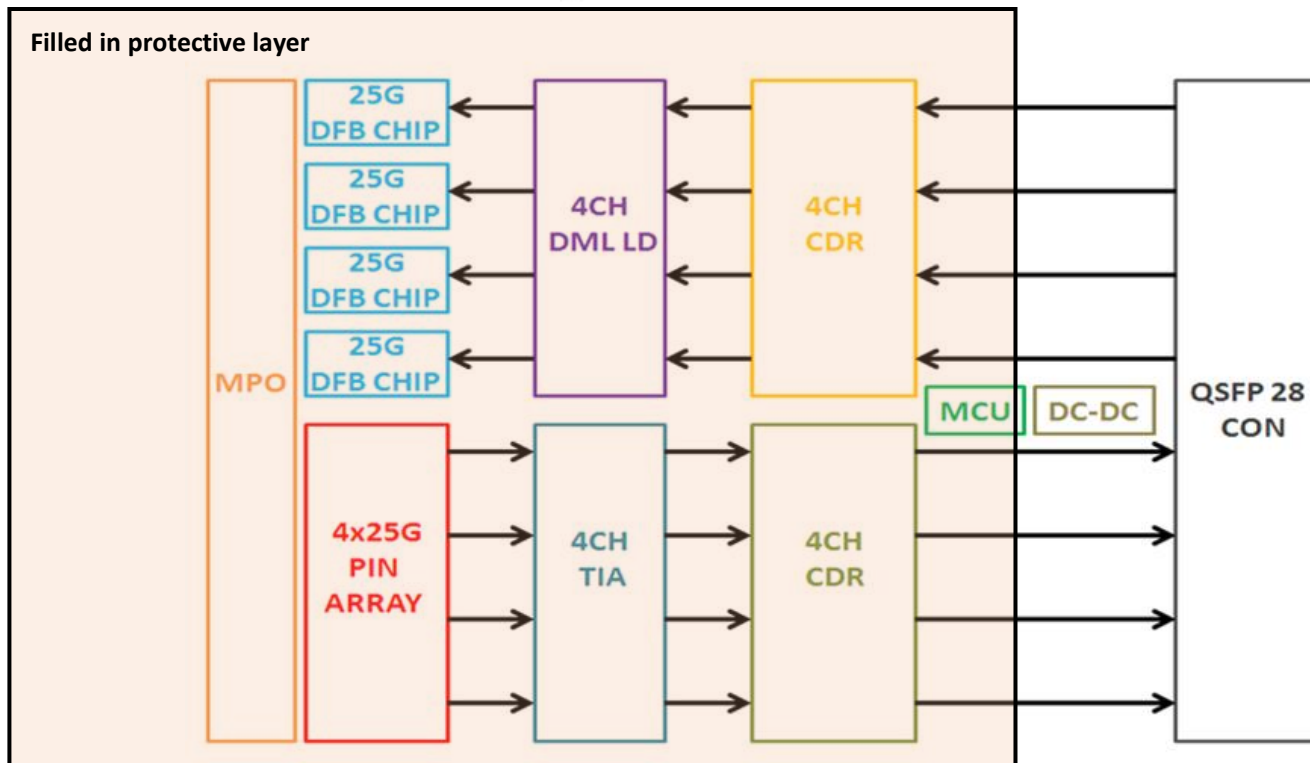 Filled in protective layer
25G
DFB CHIP
25G
DFB CHIP
25G
DFB CHIP
25G
DFB CHIP
MPO
4CH
DML LD
4CH
CDR
MCU
DC-DC
QSFP 28
CON
4x25G
PIN
ARRAY
4CH
TIA
4CH
CDR